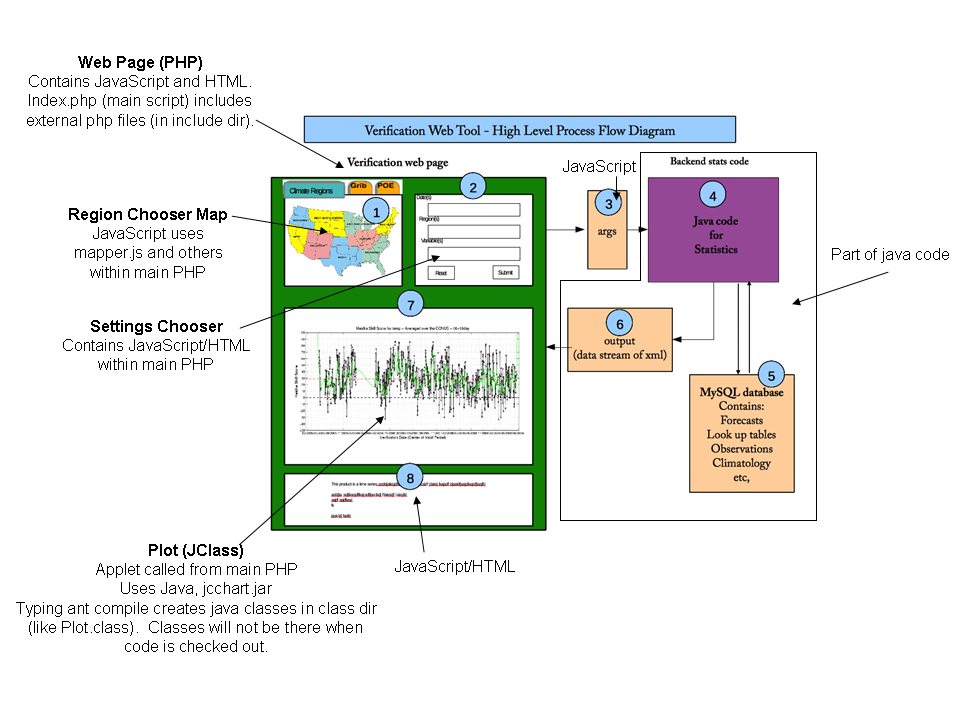 Web Page (PHP)
Contains JavaScript and HTML.
Index.php (main script) includes
external php files (in include dir).
Verification Web Tool - High Level Process Flow Diagram
Verification web page
JavaScript
Backend stats code
Climate Regions
Grib
POE
1
2
Date(s)
Region(s)
Variable(s)
Reset
Submit
3
args
4
Java code
for
Statistics
Part of java code
Region Chooser Map
JavaScript uses
mapper.js and others
within main PHP
Settings Chooser
Contains JavaScript/HTML
within main PHP
5
MySQL database
Contains:
Forecasts
Look up tables
Observations
Climatology
etc,
6
output
(data stream of xml)
7
Verification Date (Center of Valid Period)
8
This product is a time series
JavaScript/HTML
Plot (JClass)
Applet called from main PHP
Uses Java, jcchart.jar
Typing ant compile creates java classes in class dir
(like Plot.class).  Classes will not be there when
code is checked out.